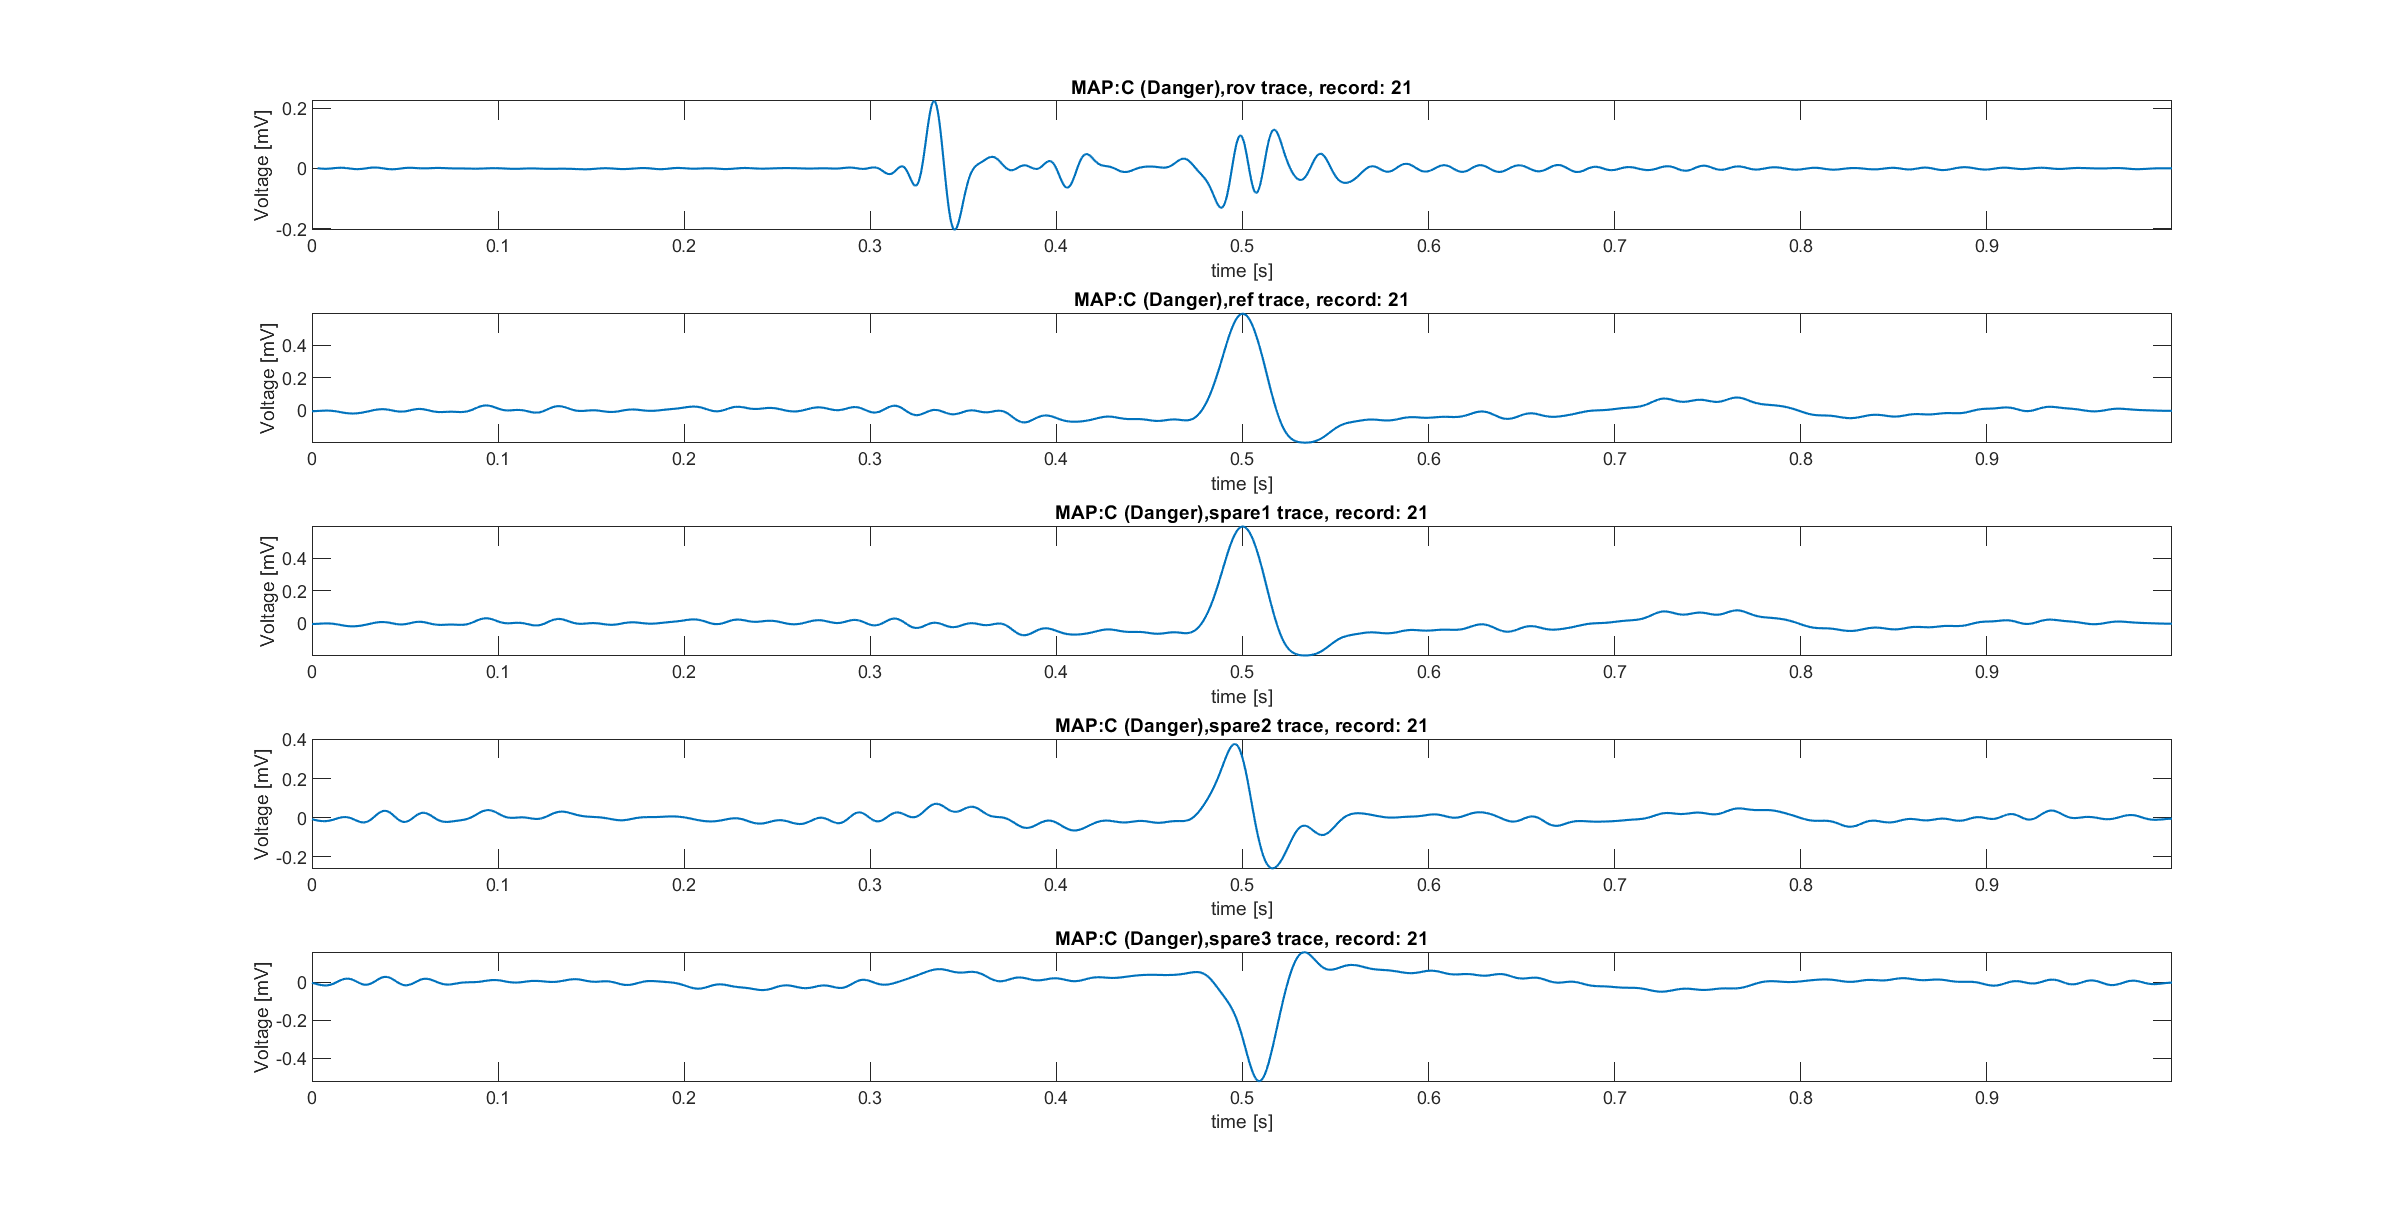 MAP:C (Danger),rov trace, record: 21
Voltage [mV]
0.2
0
-0.2
0 0.1 0.2 0.3 0.4 0.5 0.6 0.7 0.8 0.9
time [s]
MAP:C (Danger),ref trace, record: 21
Voltage [mV]
0.4
0.2
0
0 0.1 0.2 0.3 0.4 0.5 0.6 0.7 0.8 0.9
time [s]
MAP:C (Danger),spare1 trace, record: 21
Voltage [mV]
0.4
0.2
0
0 0.1 0.2 0.3 0.4 0.5 0.6 0.7 0.8 0.9
time [s]
MAP:C (Danger),spare2 trace, record: 21
Voltage [mV]
0.4
0.2
0
-0.2
0 0.1 0.2 0.3 0.4 0.5 0.6 0.7 0.8 0.9
time [s]
MAP:C (Danger),spare3 trace, record: 21
Voltage [mV]
0
-0.2
-0.4
0 0.1 0.2 0.3 0.4 0.5 0.6 0.7 0.8 0.9
time [s]